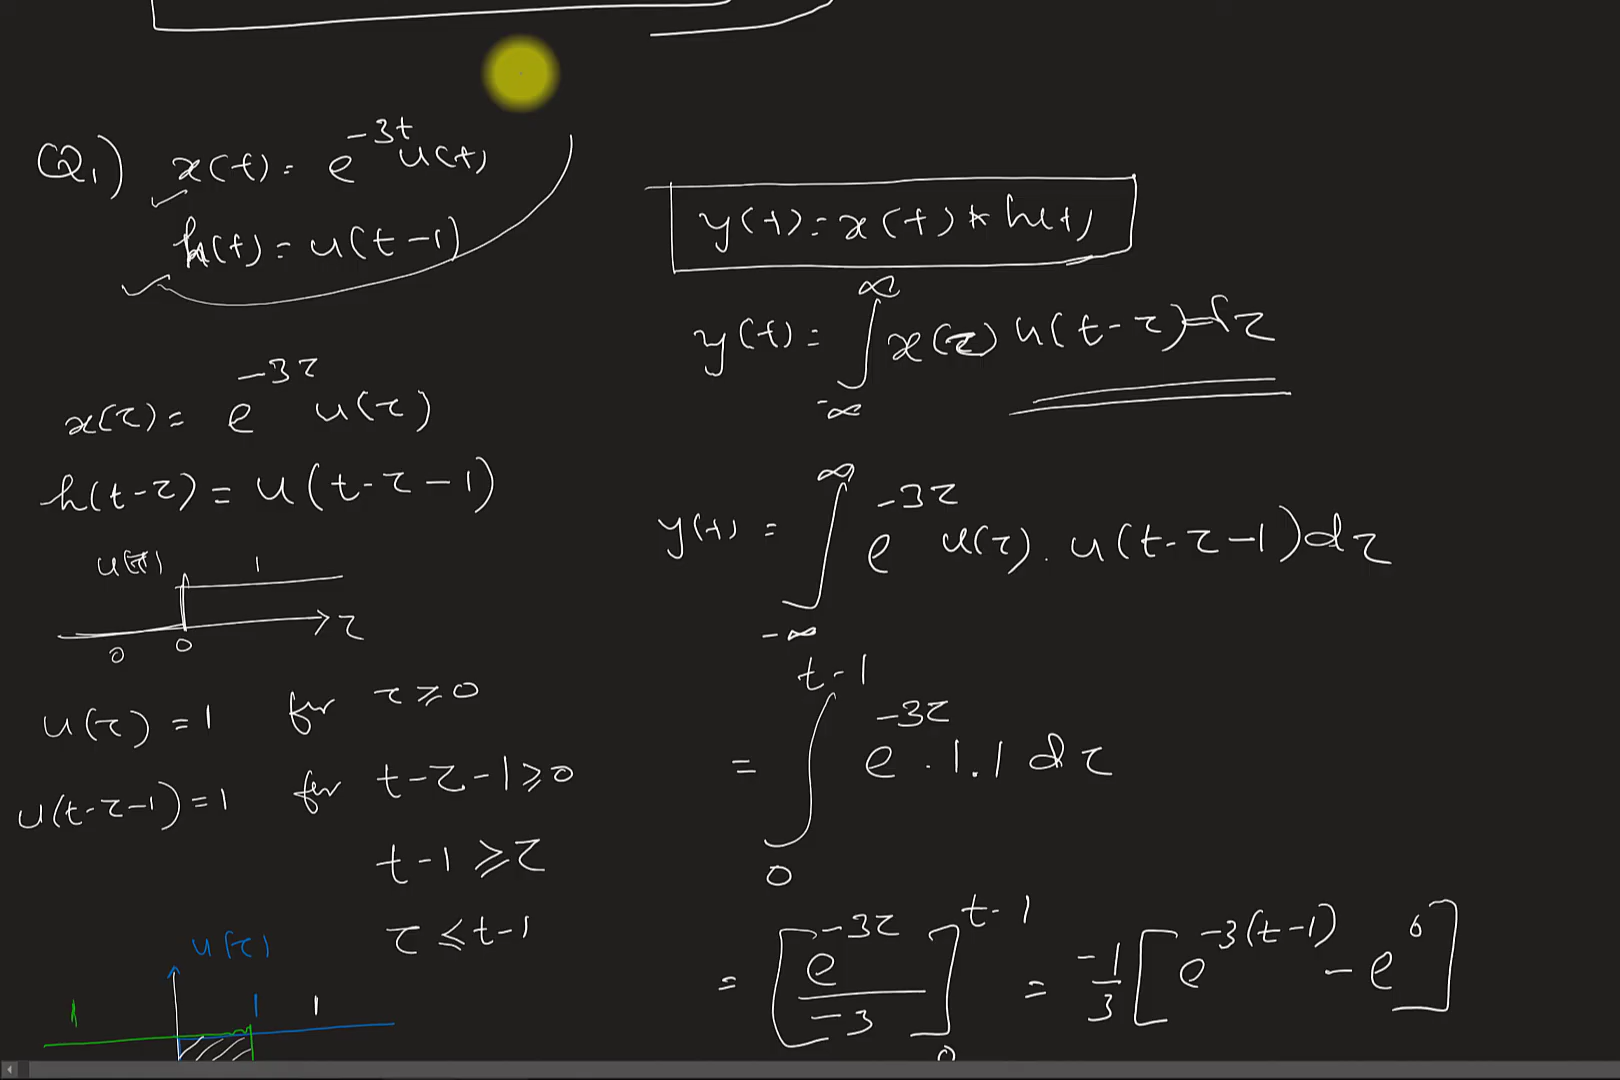 Q1) x(t) = e^{-3t} u(t)
h(t) = u(t-1)
x(τ) = e^{-3τ} u(τ)
h(t-τ) = u(t-τ-1)
1
τ
0 0
u(τ) = 1 for τ ≥ 0
u(t-τ-1) = 1 for t-τ-1 ≥ 0
t-1 ≥ τ
τ ≤ t-1
u(τ)
1 1 1
y(t) = x(t) * h(t)
y(t) = ∫_{-∞}^{∞} x(τ) u(t-τ) dτ
y(t) = ∫_{-∞}^{∞} e^{-3τ} u(τ) . u(t-τ-1) dτ
= ∫_{0}^{t-1} e^{-3τ} . 1 . 1 dτ
= [e^{-3τ}/-3]_{0}^{t-1} = -1/3 [e^{-3(t-1)} - e^{0}]